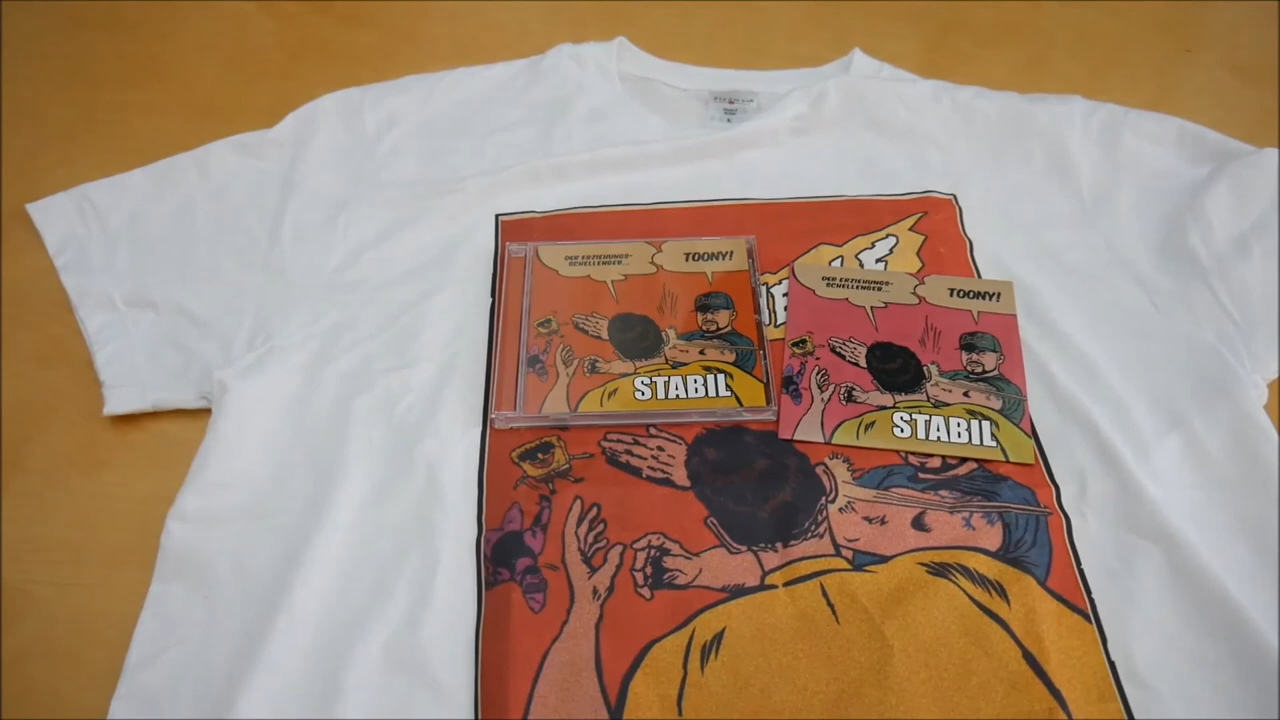 DER ERZIEHUNGS-
SCHELLENGEB...
TOONY!
STABIL
DER ERZIEHUNGS-
SCHELLENGEB...
TOONY!
STABIL